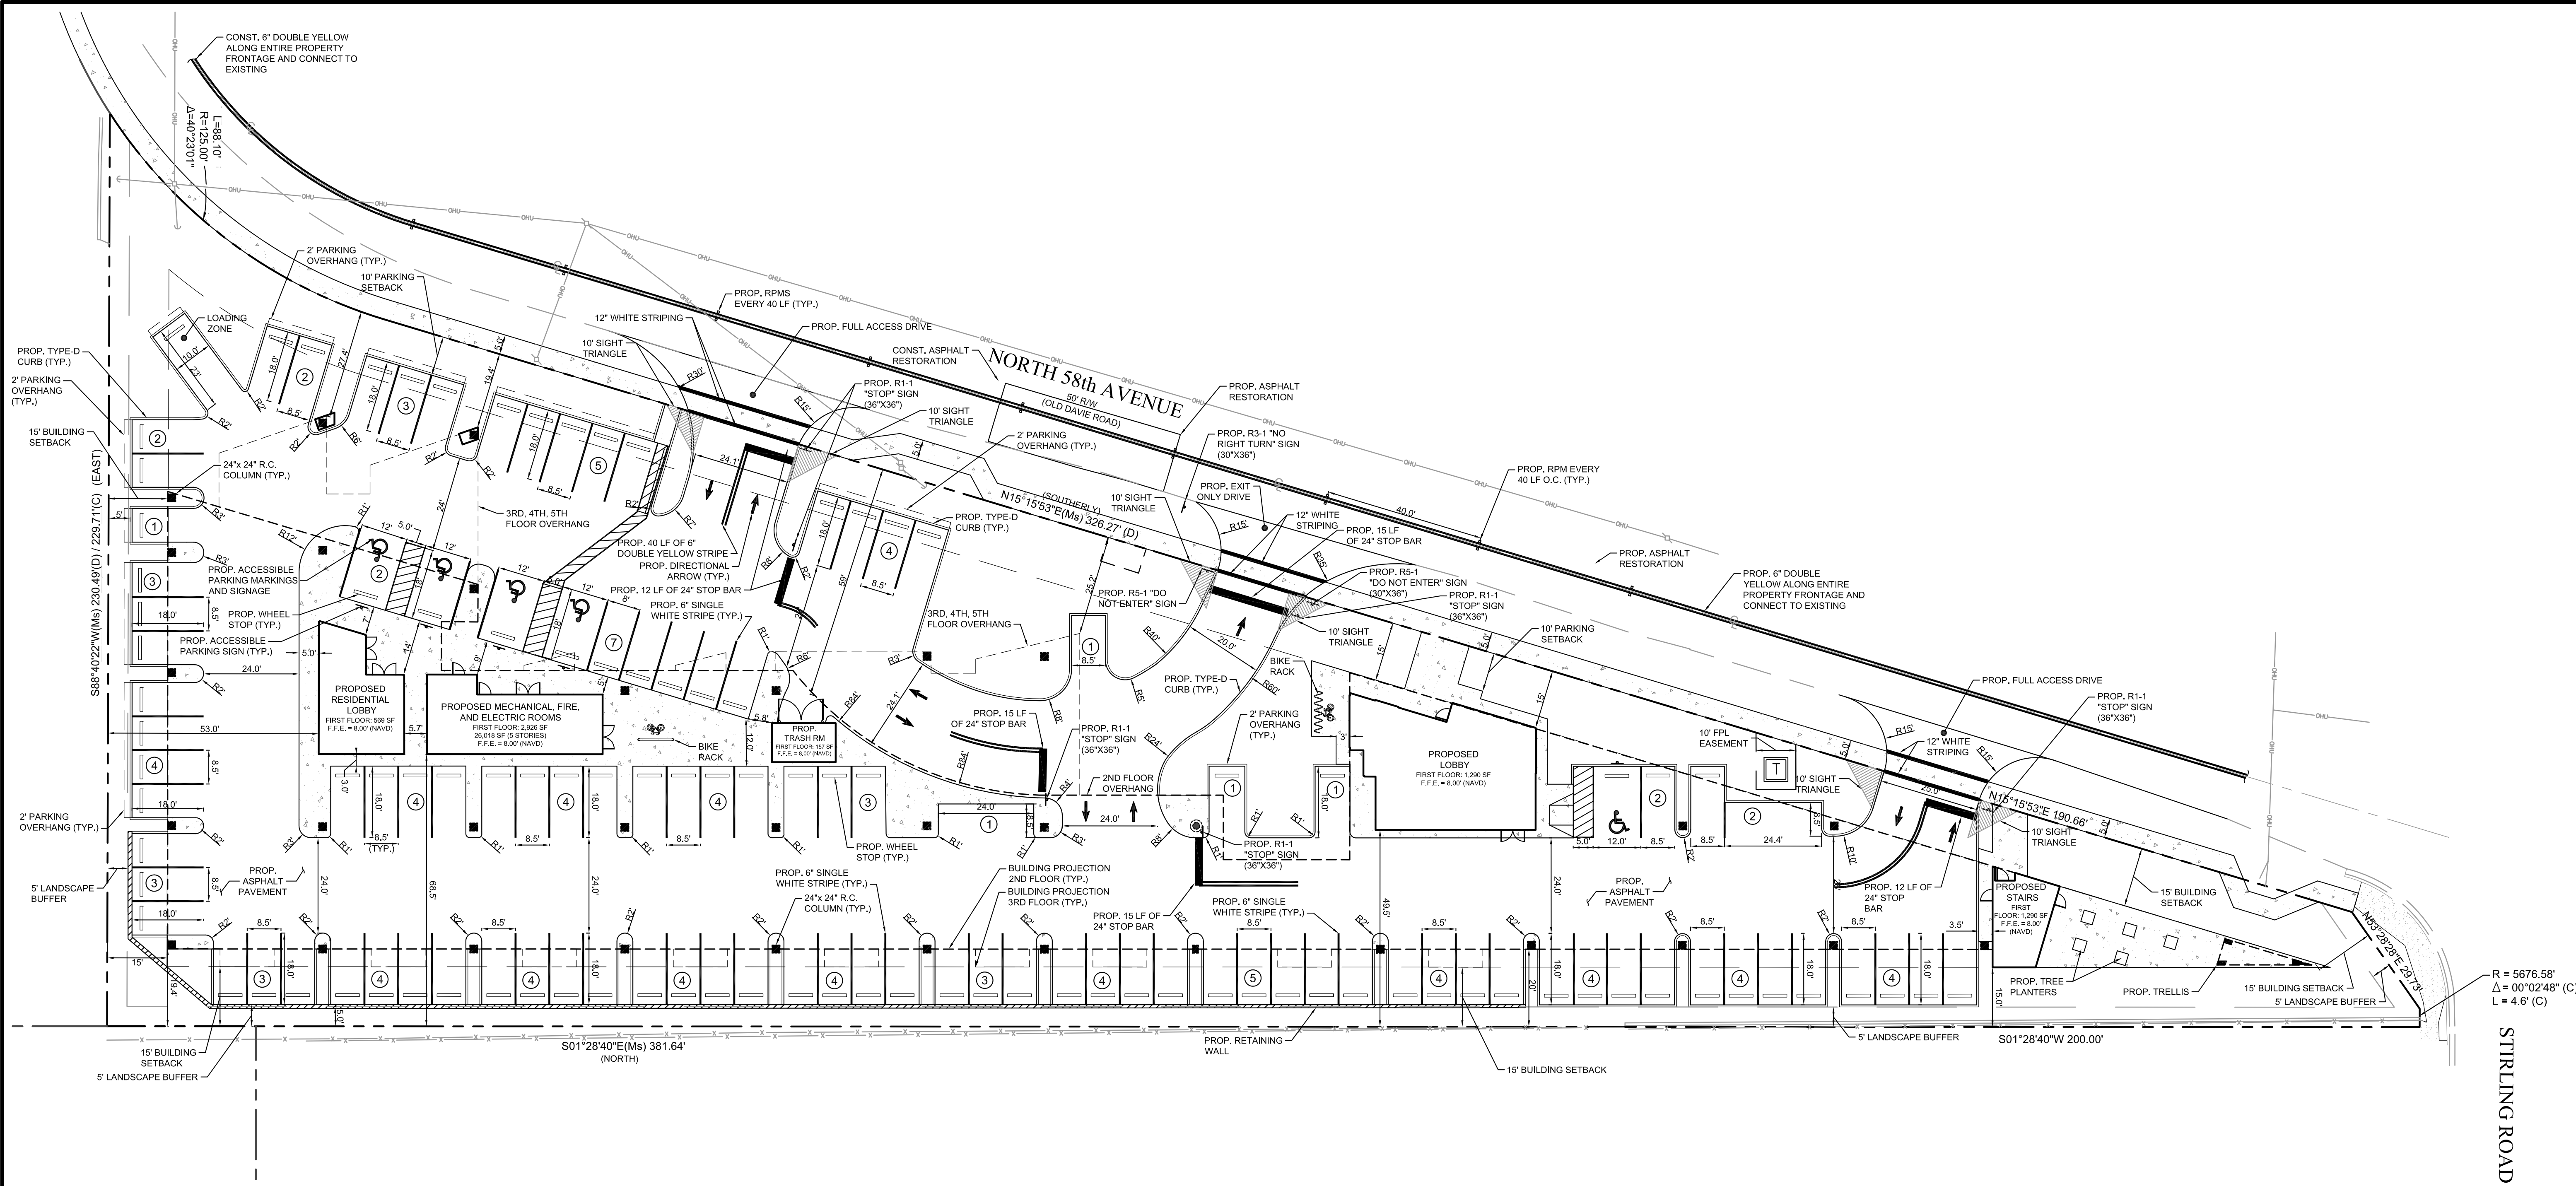 CONST. 6" DOUBLE YELLOW
ALONG ENTIRE PROPERTY
FRONTAGE AND CONNECT TO
EXISTING
L=88.10'
R=125.00'
Δ=40°23'01"
OHU
2' PARKING
OVERHANG (TYP.)
10' PARKING
SETBACK
LOADING
ZONE
PROP. TYPE-D
CURB (TYP.)
2' PARKING
OVERHANG
(TYP.)
15' BUILDING
SETBACK
S88°40'22"W(Ms) 230.49'(D) / 229.71'(C) (EAST)
24"x 24" R.C.
COLUMN (TYP.)
3RD, 4TH, 5TH
FLOOR OVERHANG
PROP. RPMS
EVERY 40 LF (TYP.)
12" WHITE STRIPING
PROP. FULL ACCESS DRIVE
10' SIGHT
TRIANGLE
CONST. ASPHALT
RESTORATION
NORTH 58th AVENUE
50' R/W
(OLD DAVIE ROAD)
PROP. ASPHALT
RESTORATION
PROP. R1-1
"STOP" SIGN
(36"X36")
10' SIGHT
TRIANGLE
2' PARKING
OVERHANG (TYP.)
PROP. R3-1 "NO
RIGHT TURN" SIGN
(30"X36")
PROP. RPM EVERY
40 LF O.C. (TYP.)
40.0'
PROP. EXIT
ONLY DRIVE
10' SIGHT
TRIANGLE
(SOUTHERLY)
N15°15'53"E(Ms) 326.27' (D)
12" WHITE
STRIPING
PROP. 15 LF
OF 24" STOP BAR
PROP. TYPE-D
CURB (TYP.)
PROP. ASPHALT
RESTORATION
PROP. 6" DOUBLE
YELLOW ALONG ENTIRE
PROPERTY FRONTAGE AND
CONNECT TO EXISTING
PROP. 40 LF OF 6"
DOUBLE YELLOW STRIPE
PROP. DIRECTIONAL
ARROW (TYP.)
PROP. 12 LF OF 24" STOP BAR
PROP. 6" SINGLE
WHITE STRIPE (TYP.)
PROP. R5-1
"DO NOT ENTER" SIGN
(30"X36")
PROP. R5-1 "DO
NOT ENTER" SIGN
PROP. R1-1
"STOP" SIGN
(36"X36")
10' SIGHT
TRIANGLE
10' PARKING
SETBACK
PROP. ACCESSIBLE
PARKING MARKINGS
AND SIGNAGE
PROP. WHEEL
STOP (TYP.)
PROP. ACCESSIBLE
PARKING SIGN (TYP.)
3RD, 4TH, 5TH
FLOOR OVERHANG
BIKE
RACK
PROP. TYPE-D
CURB (TYP.)
2' PARKING
OVERHANG
(TYP.)
PROPOSED
RESIDENTIAL
LOBBY
FIRST FLOOR: 569 SF
F.F.E. = 8.00' (NAVD)
PROPOSED MECHANICAL, FIRE,
AND ELECTRIC ROOMS
FIRST FLOOR: 2,926 SF
26,018 SF (5 STORIES)
F.F.E. = 8.00' (NAVD)
BIKE
RACK
PROP.
TRASH RM
FIRST FLOOR: 157 SF
F.F.E. = 8.00' (NAVD)
PROP. 15 LF
OF 24" STOP BAR
PROP. R1-1
"STOP" SIGN
(36"X36")
2ND FLOOR
OVERHANG
PROPOSED
LOBBY
FIRST FLOOR: 1,290 SF
F.F.E. = 8.00' (NAVD)
10' FPL
EASEMENT
T
10' SIGHT
TRIANGLE
PROP. FULL ACCESS DRIVE
PROP. R1-1
"STOP" SIGN
(36"X36")
12" WHITE
STRIPING
N15°15'53"E 190.66'
10' SIGHT
TRIANGLE
2' PARKING
OVERHANG (TYP.)
5' LANDSCAPE
BUFFER
PROP.
ASPHALT
PAVEMENT
PROP. WHEEL
STOP (TYP.)
PROP. 6" SINGLE
WHITE STRIPE (TYP.)
24"x 24" R.C.
COLUMN (TYP.)
BUILDING PROJECTION
2ND FLOOR (TYP.)
BUILDING PROJECTION
3RD FLOOR (TYP.)
PROP. 15 LF OF
24" STOP BAR
PROP. R1-1
"STOP" SIGN
(36"X36")
PROP. 6" SINGLE
WHITE STRIPE (TYP.)
PROP.
ASPHALT
PAVEMENT
PROP. 12 LF OF
24" STOP
BAR
PROPOSED
STAIRS
FIRST
FLOOR: 1,290 SF
F.F.E. = 8.00'
(NAVD)
15' BUILDING
SETBACK
PROP. TREE
PLANTERS
PROP. TRELLIS
15' BUILDING SETBACK
5' LANDSCAPE BUFFER
N53°28'28"E 29.73'
R = 5676.58'
Δ = 00°02'48" (C)
L = 4.6' (C)
STIRLING ROAD
15' BUILDING
SETBACK
5' LANDSCAPE BUFFER
S01°28'40"E(Ms) 381.64'
(NORTH)
PROP. RETAINING
WALL
15' BUILDING SETBACK
5' LANDSCAPE BUFFER
S01°28'40"W 200.00'